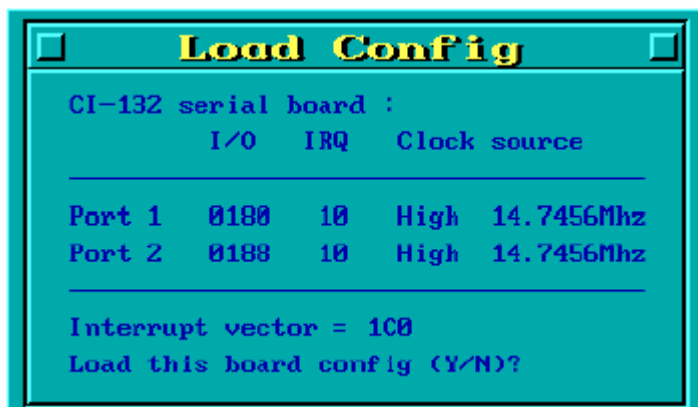 Load Config
CI-132 serial board :
I/O IRQ Clock source
Port 1 0180 10 High 14.7456Mhz
Port 2 0188 10 High 14.7456Mhz
Interrupt vector = 1C0
Load this board config (Y/N)?